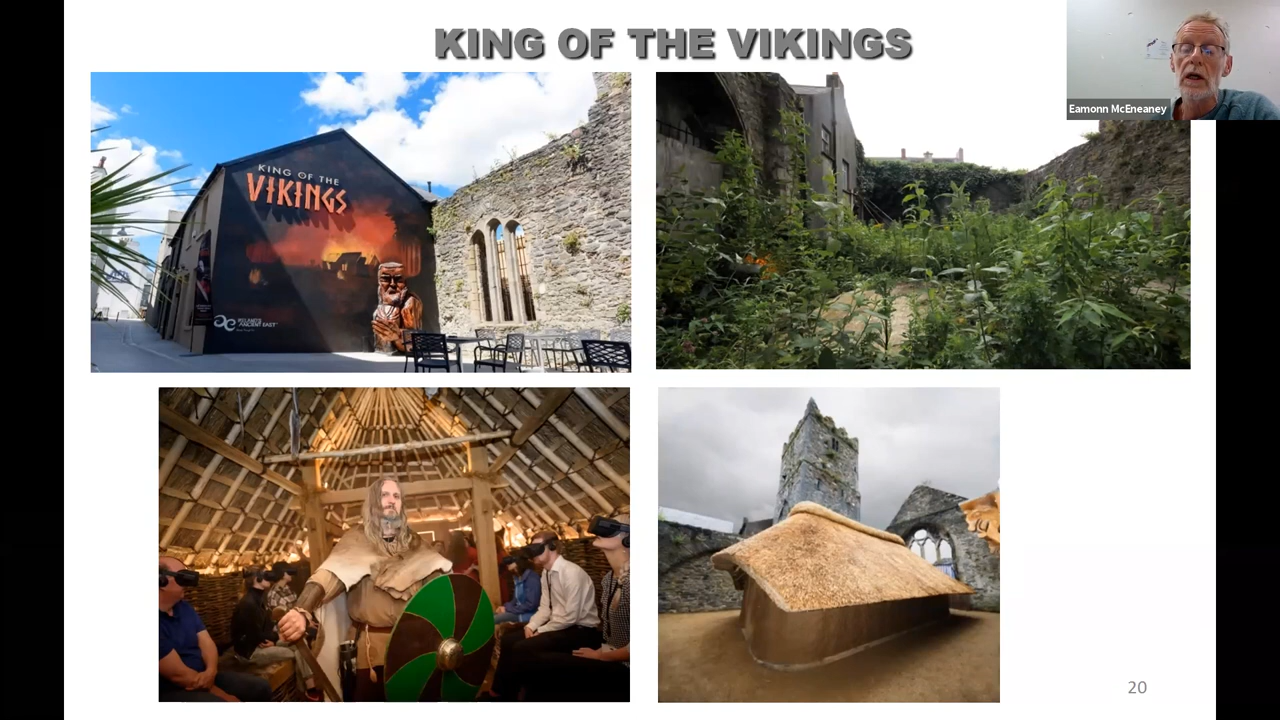 KING OF THE VIKINGS
Eamonn McEneaney
KING OF THE
VIKINGS
IRELAND'S
ANCIENT EAST
20